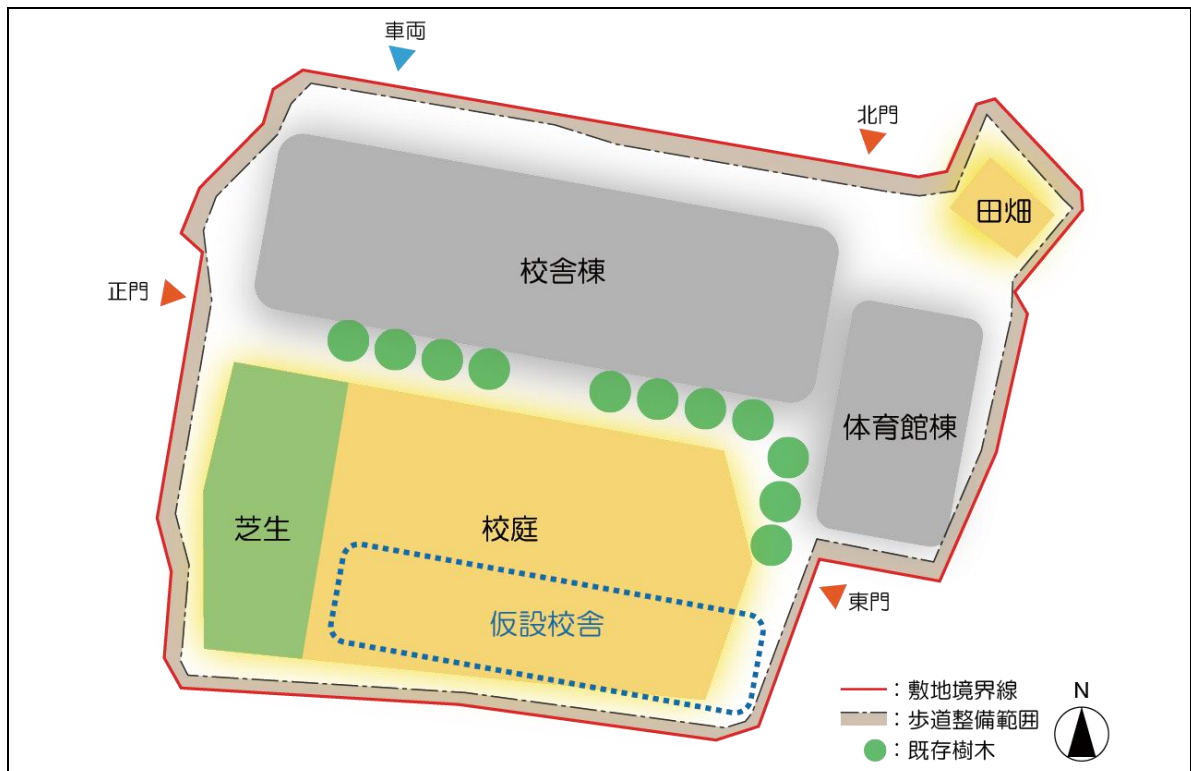 車両
北門
田畑
校舎棟
正門
体育館棟
芝生
校庭
東門
仮設校舎
：敷地境界線
：歩道整備範囲
：既存樹木
N